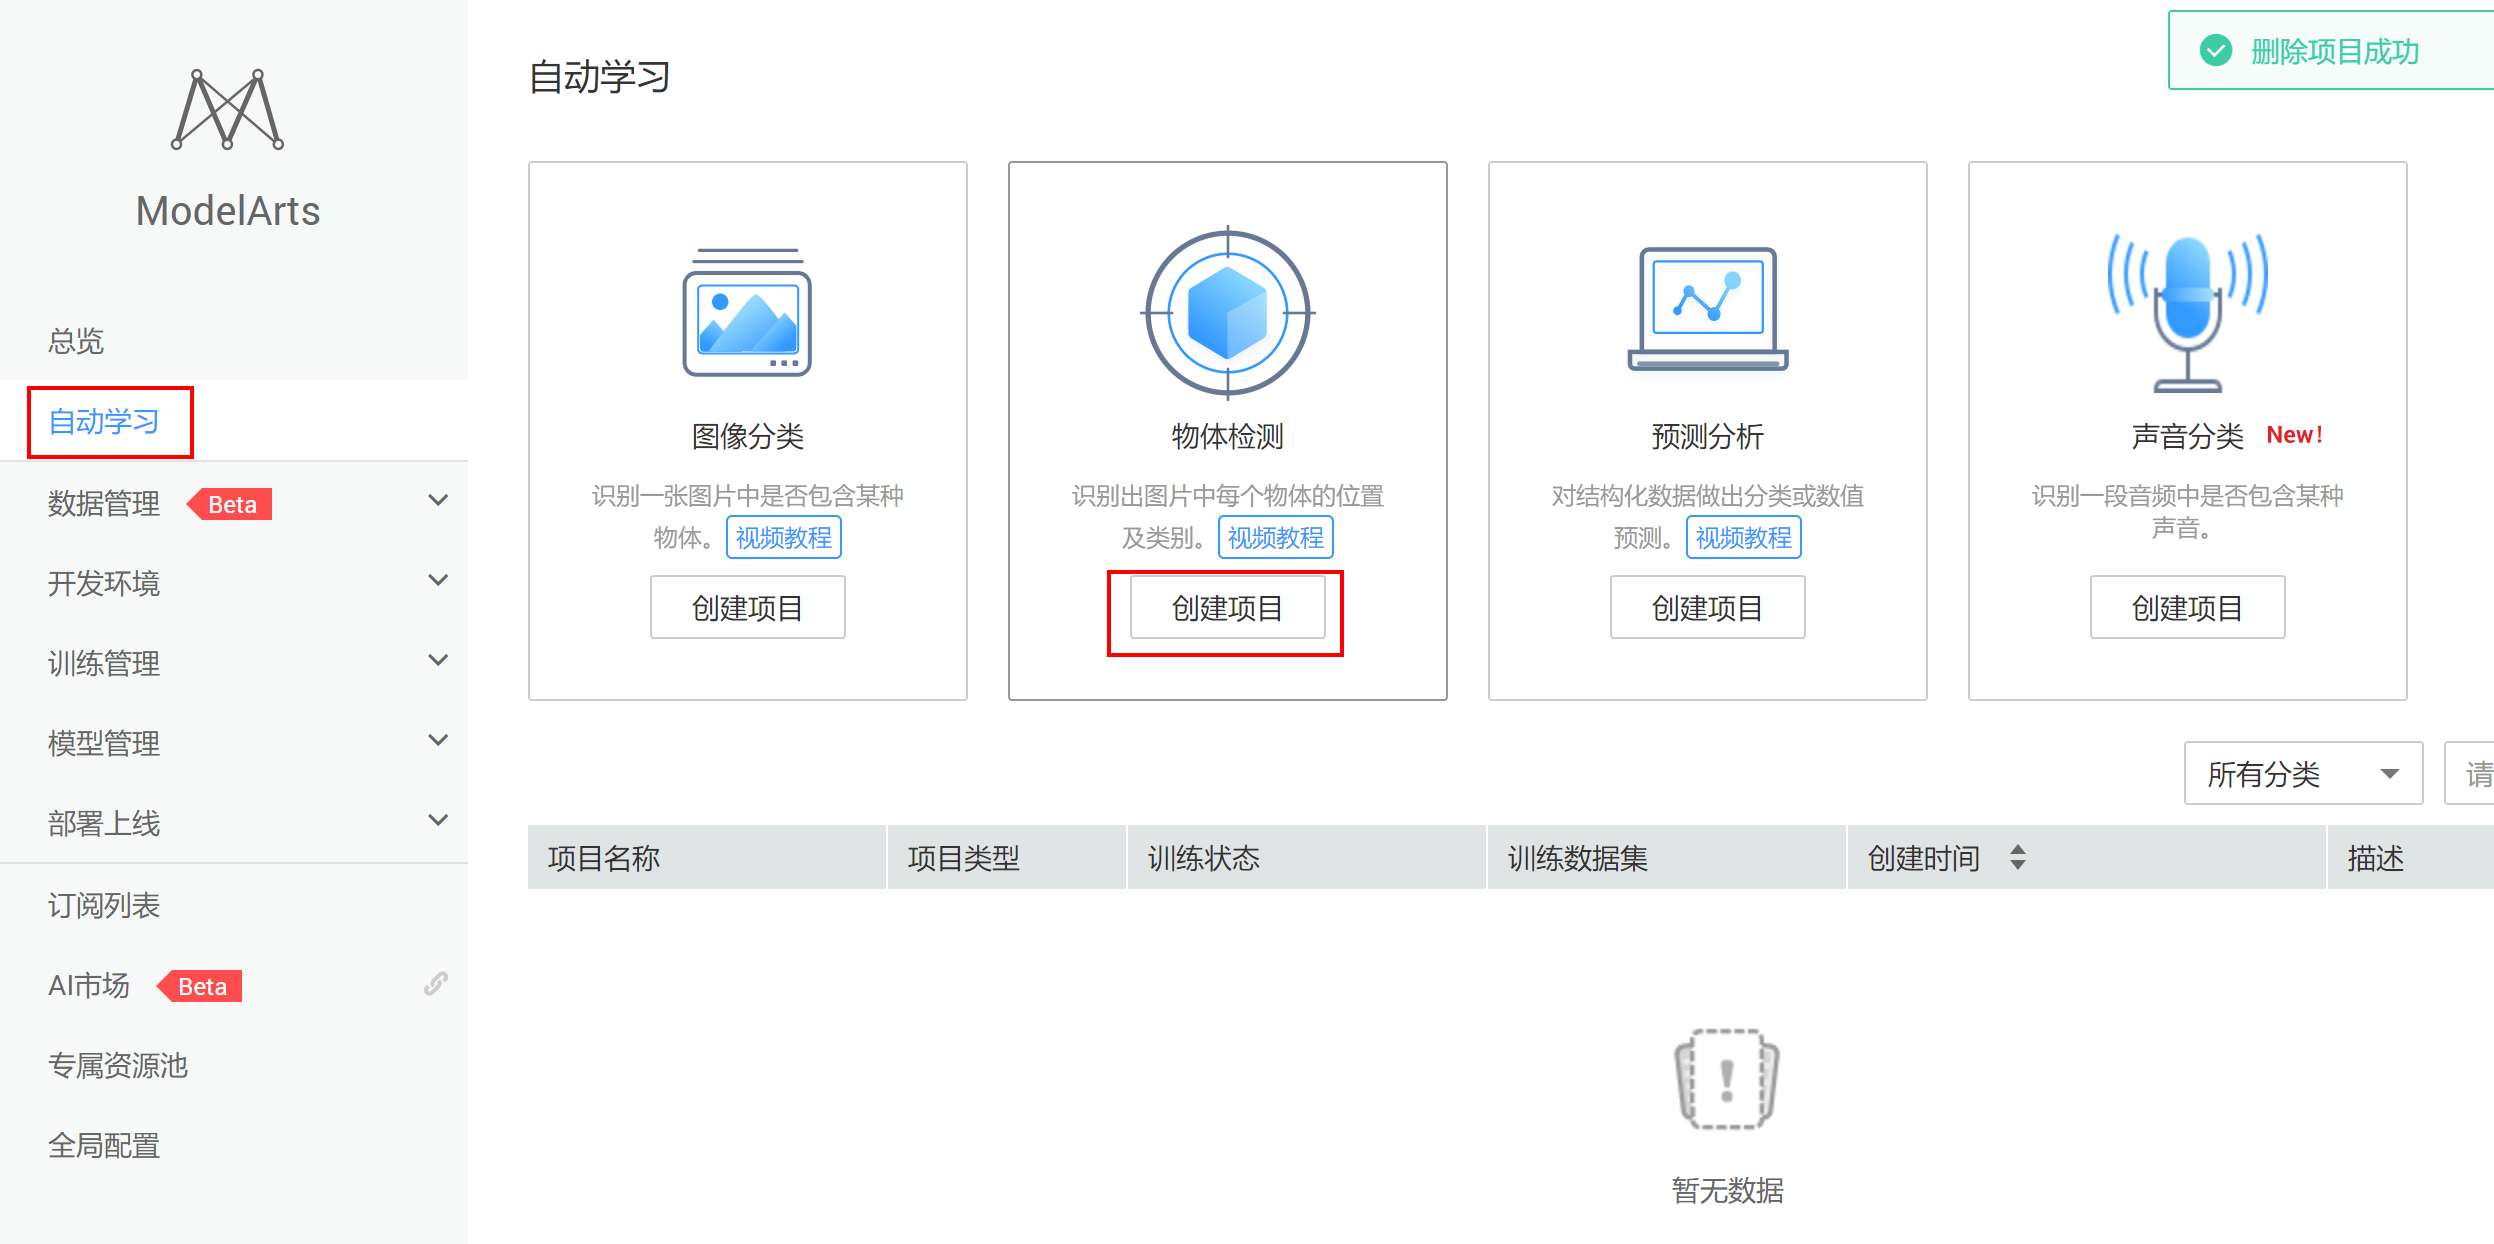 ModelArts
总览
自动学习
数据管理 Beta
开发环境
训练管理
模型管理
部署上线
订阅列表
AI市场 Beta
专属资源池
全局配置
自动学习
删除项目成功
图像分类
识别一张图片中是否包含某种
物体。 视频教程
创建项目
物体检测
识别出图片中每个物体的位置
及类别。 视频教程
创建项目
预测分析
对结构化数据做出分类或数值
预测。 视频教程
创建项目
声音分类 New!
识别一段音频中是否包含某种
声音。
创建项目
所有分类
请
项目名称 项目类型 训练状态 训练数据集 创建时间 描述
暂无数据